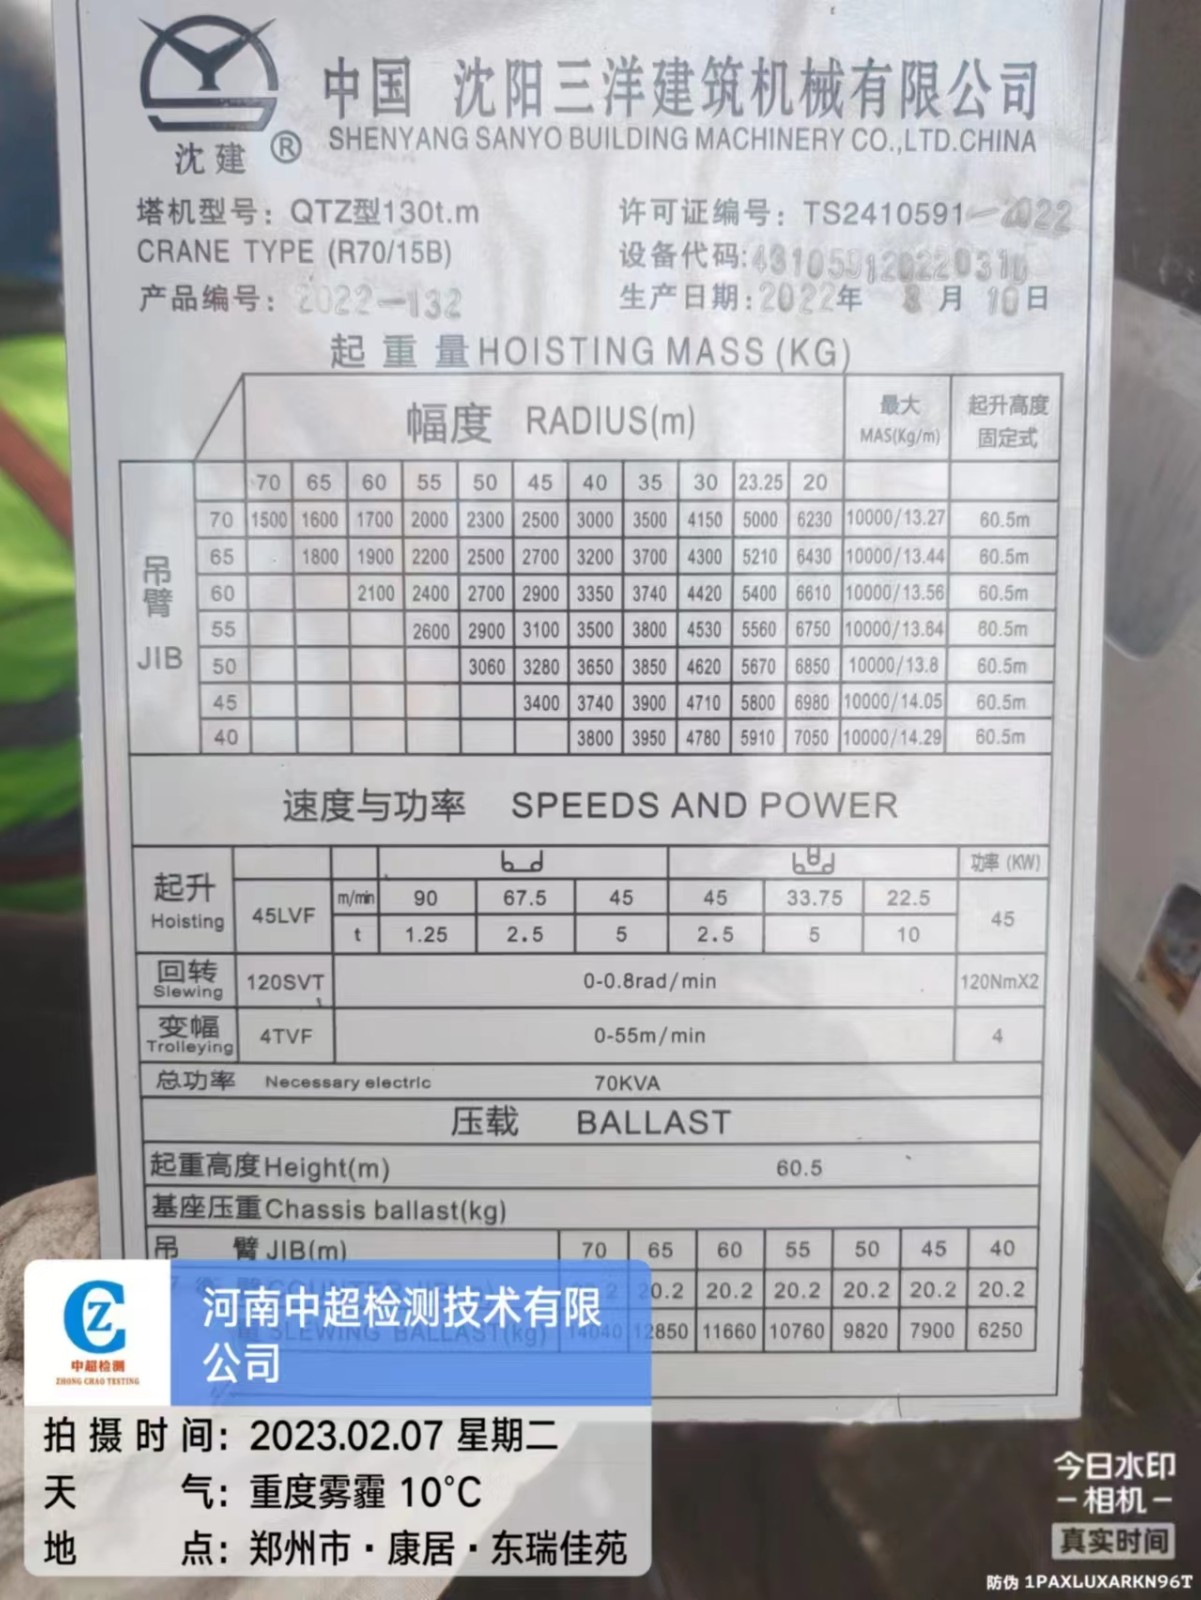 中国 沈阳三洋建筑机械有限公司
SHENYANG SANYO BUILDING MACHINERY CO.,LTD.CHINA
沈建 ®
塔机型号：QTZ型130t.m 许可证编号：TS2410591-2022
CRANE TYPE (R70/15B) 设备代码:
产品编号：2022-132 生产日期:2022年 8月 10日
起重量HOISTING MASS (KG)
幅度 RADIUS(m) 最大 MAS(Kg/m) 起升高度 固定式
70 65 60 55 50 45 40 35 30 23.25 20
吊臂 JIB
70 1500 1600 1700 2000 2300 2500 3000 3500 4150 5000 6230 10000/13.27 60.5m
65 1800 1900 2200 2500 2700 3200 3700 4300 5210 6430 10000/13.44 60.5m
60 2100 2400 2700 2900 3350 3740 4420 5400 6610 10000/13.56 60.5m
55 2600 2900 3100 3500 3800 4530 5560 6750 10000/13.64 60.5m
50 3060 3280 3650 3850 4620 5670 6850 10000/13.8 60.5m
45 3400 3740 3900 4710 5800 6980 10000/14.05 60.5m
40 3800 3950 4780 5910 7050 10000/14.29 60.5m
速度与功率 SPEEDS AND POWER
功率 (KW)
起升 Hoisting 45LVF m/min 90 67.5 45 45 33.75 22.5 45
t 1.25 2.5 5 2.5 5 10
回转 Slewing 120SVT 0-0.8rad/min 120NmX2
变幅 Trolleying 4TVF 0-55m/min 4
总功率 Necessary electric 70KVA
压载 BALLAST
起重高度Height(m) 60.5
基座压重Chassis ballast(kg)
吊 臂 JIB(m) 70 65 60 55 50 45 40
20.2 20.2 20.2 20.2 20.2 20.2
SLEWING BALLAST(kg) 14040 12850 11660 10760 9820 7900 6250
中超检测
ZHONG CHAO TESTING
河南中超检测技术有限
公司
拍摄时间：2023.02.07 星期二
天气：重度雾霾 10°C
地点：郑州市·康居·东瑞佳苑
今日水印
-相机-
真实时间
防伪 1PAXLUXARKN96T